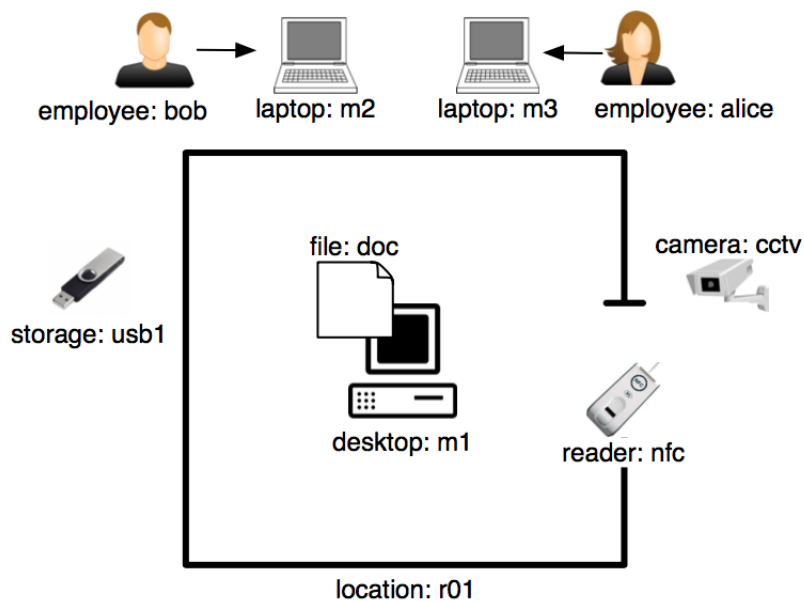 employee: bob
laptop: m2
laptop: m3
employee: alice
file: doc
camera: cctv
storage: usb1
NFC
desktop: m1
reader: nfc
location: r01